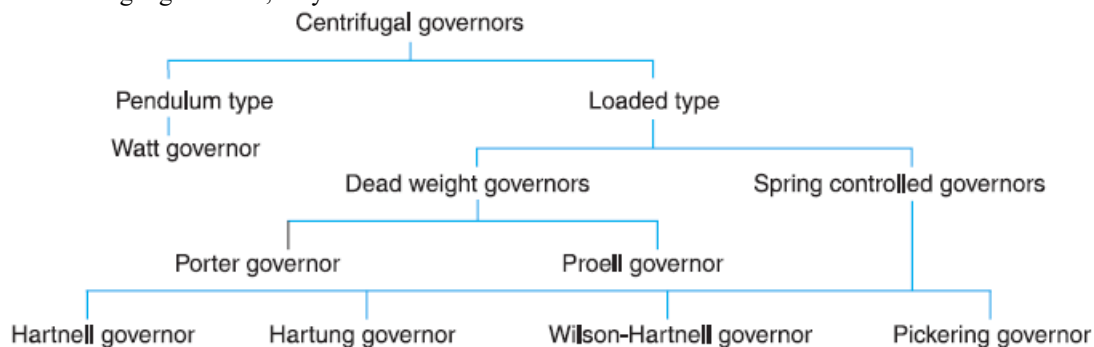 Centrifugal governors
Pendulum type Loaded type
Watt governor
Dead weight governors Spring controlled governors
Porter governor Proell governor
Hartnell governor Hartung governor Wilson-Hartnell governor Pickering governor